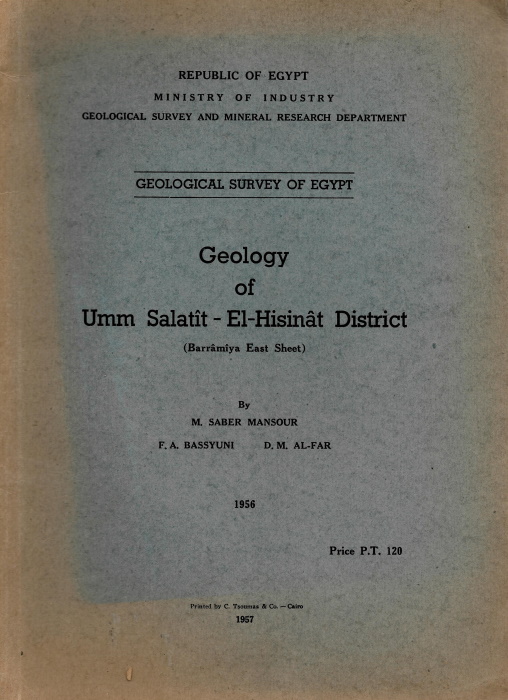 REPUBLIC OF EGYPT
MINISTRY OF INDUSTRY
GEOLOGICAL SURVEY AND MINERAL RESEARCH DEPARTMENT
GEOLOGICAL SURVEY OF EGYPT
Geology
of
Umm Salatît - El-Hisinât District
(Barrâmîya East Sheet)
By
M. SABER MANSOUR
F. A. BASSYUNI D. M. AL-FAR
1956
Price P.T. 120
Printed by C. Tsoumas & Co. — Cairo
1957